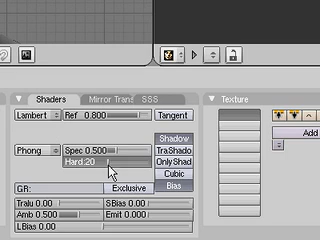 Shaders Mirror Trans SSS Texture
Lambert Ref 0.800 Tangent
Shadow
Phong Spec 0.500 TraShado
Hard:20 OnlyShad
Add
Cubic
GR: Exclusive Bias
Tralu 0.00 SBias 0.00
Amb 0.500 Emit 0.000
LBias 0.00